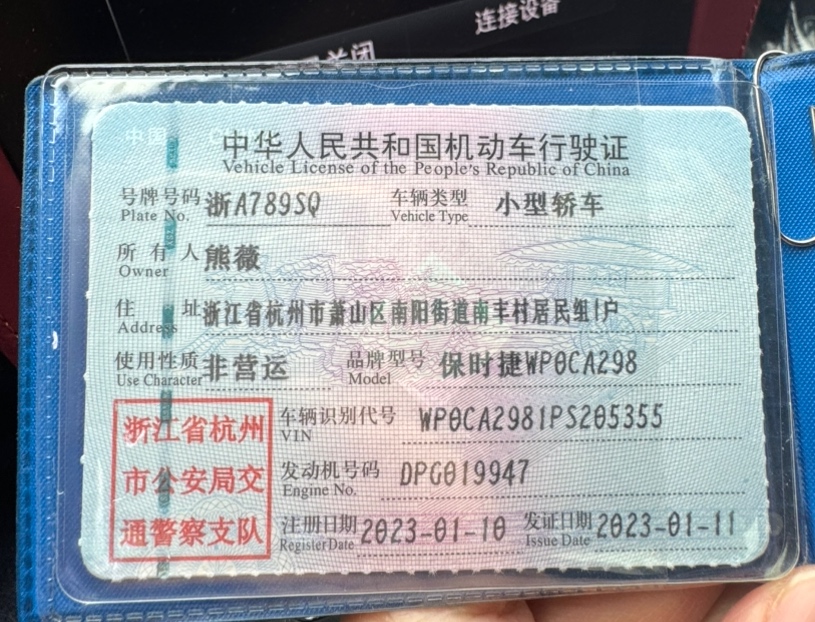 连接设备
关闭
中国
中华人民共和国机动车行驶证
Vehicle License of the People's Republic of China
号牌号码 浙A789SQ 车辆类型 小型轿车
Plate No. Vehicle Type
所有人 熊薇
Owner
住址 浙江省杭州市萧山区南阳街道南丰村居民组1户
Address
使用性质 非营运 品牌型号 保时捷WP0CA298
Use Character Model
浙江省杭州
市公安局交
通警察支队
车辆识别代号 WP0CA2981PS205355
VIN
发动机号码 DPG019947
Engine No.
注册日期 2023-01-10 发证日期 2023-01-11
Register Date Issue Date